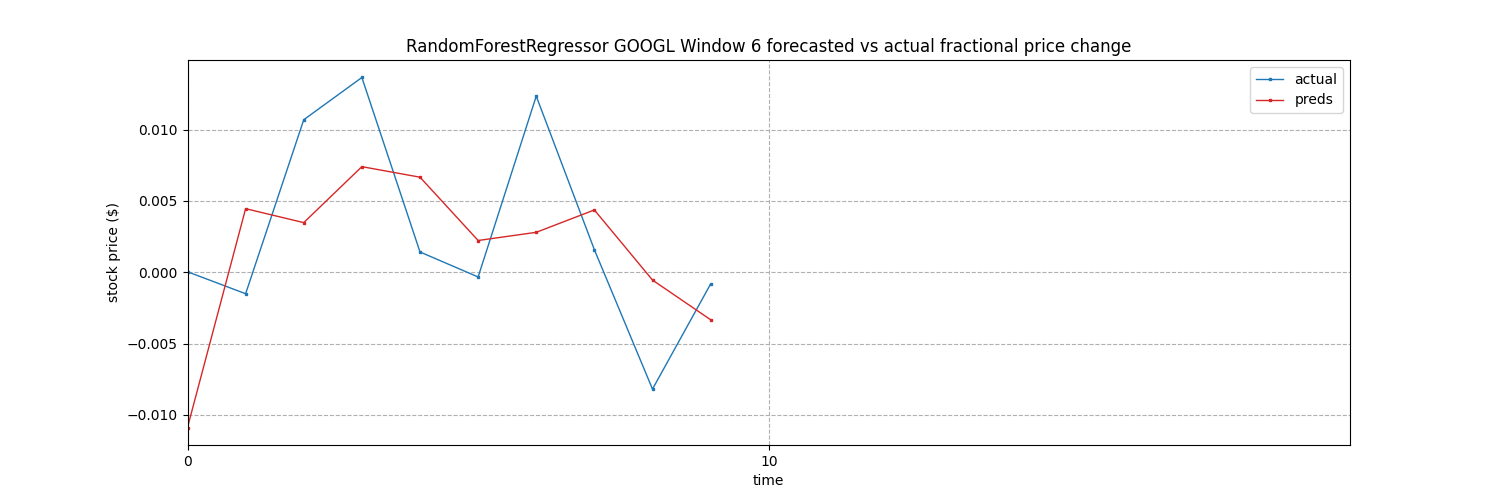 RandomForestRegressor GOOGL Window 6 forecasted vs actual fractional price change
actual
preds
0.010
0.005
0.000
−0.005
−0.010
stock price ($)
0
10
time